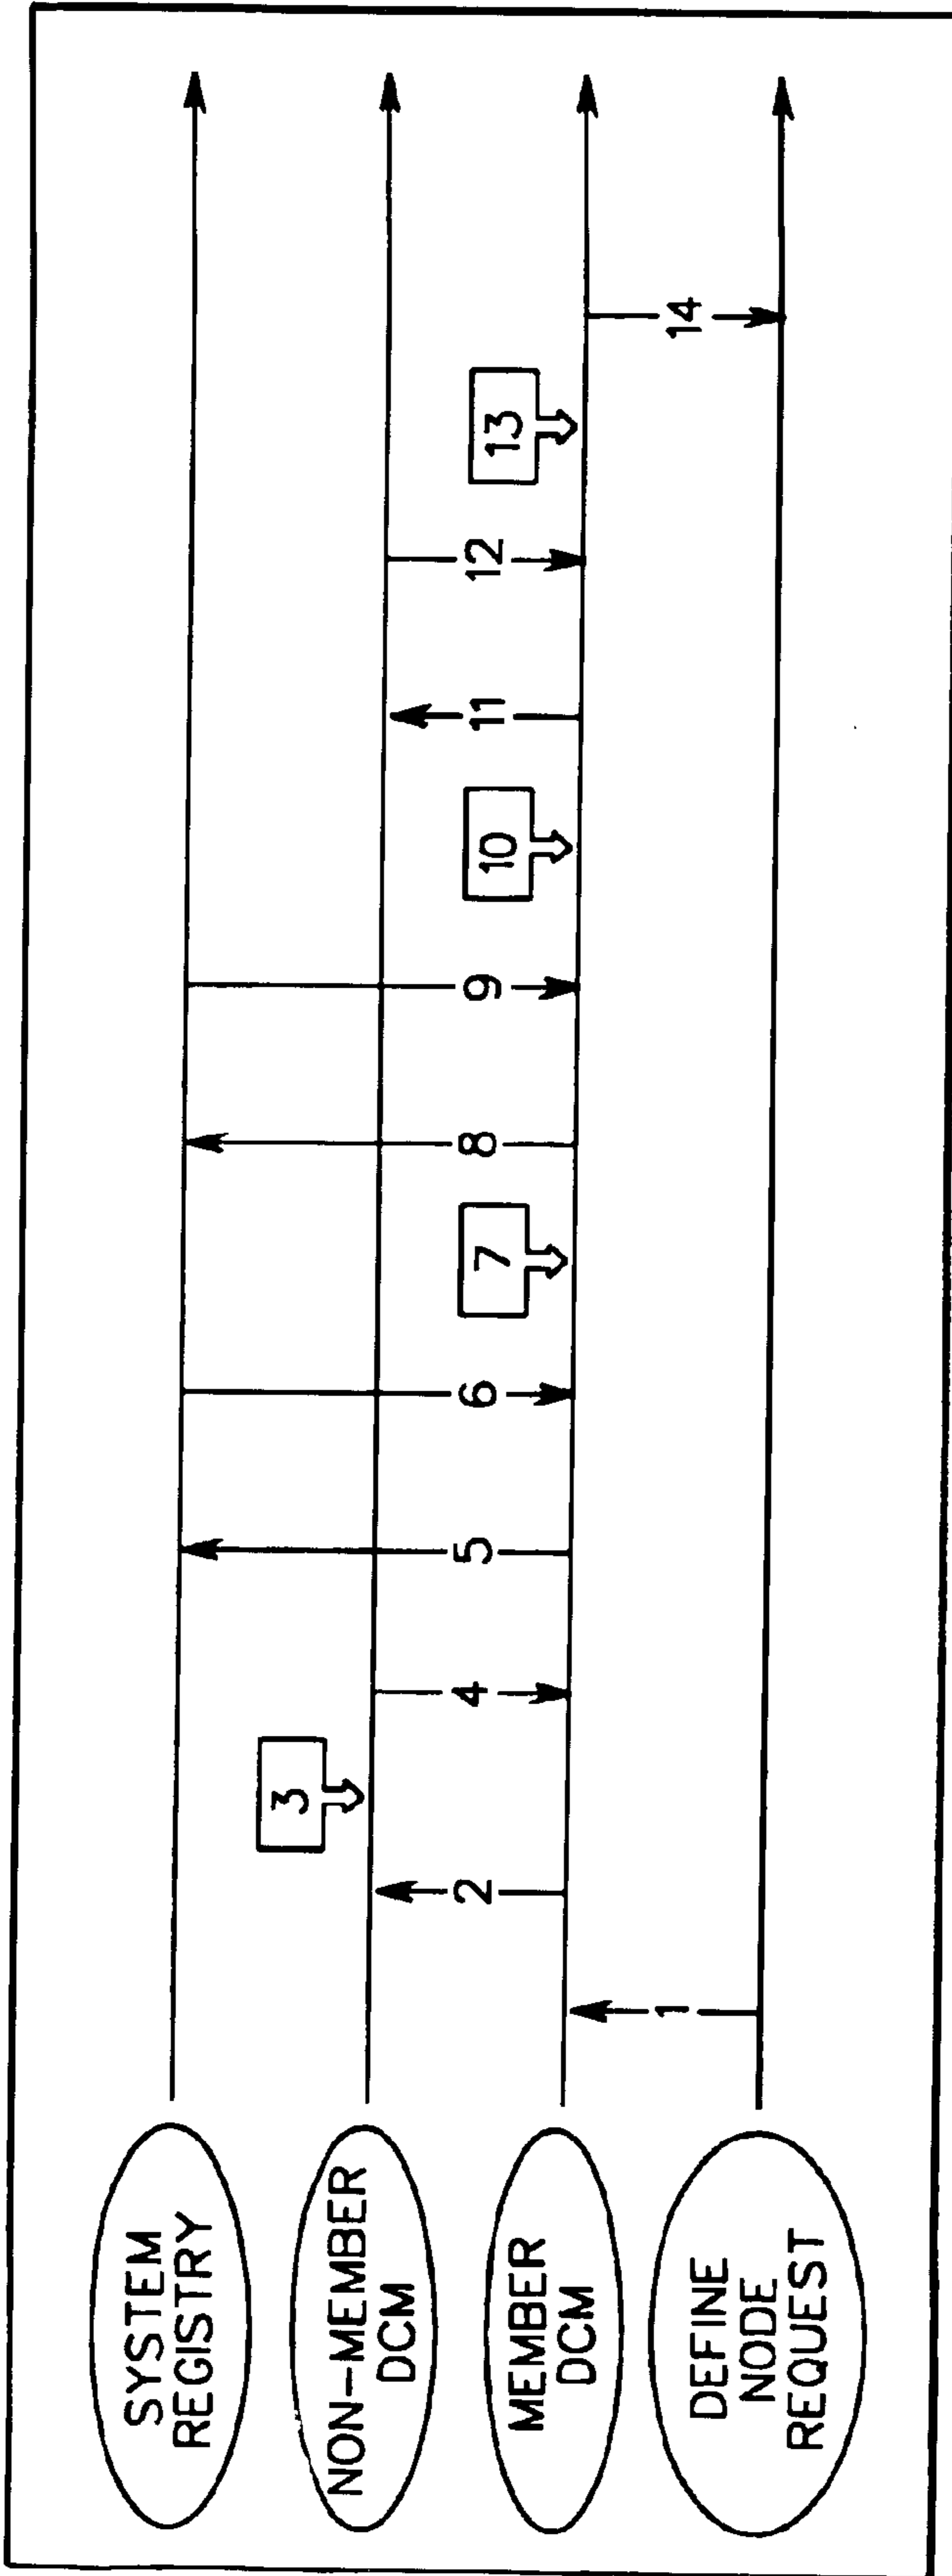 SYSTEM
REGISTRY
NON-MEMBER
DCM
MEMBER
DCM
DEFINE
NODE
REQUEST
1
2
3
4
5
6
7
8
9
10
11
12
13
14